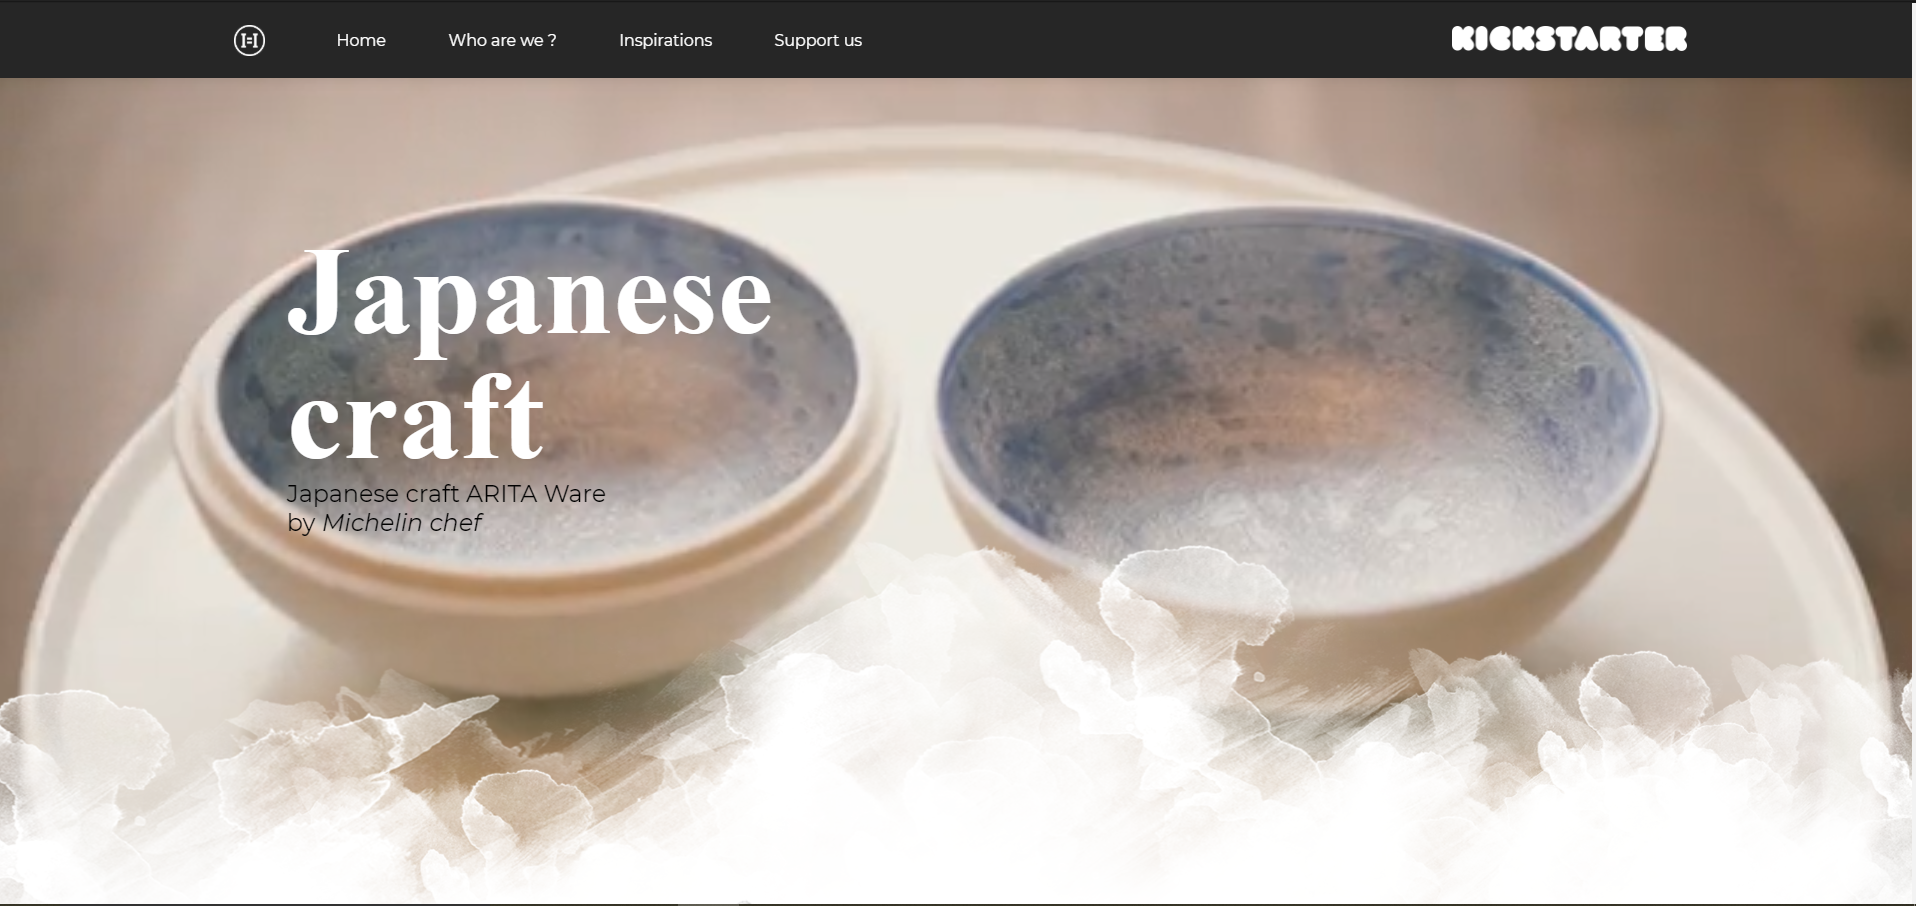 Home
Who are we ?
Inspirations
Support us
KICKSTARTER
Japanese
craft
Japanese craft ARITA Ware
by Michelin chef